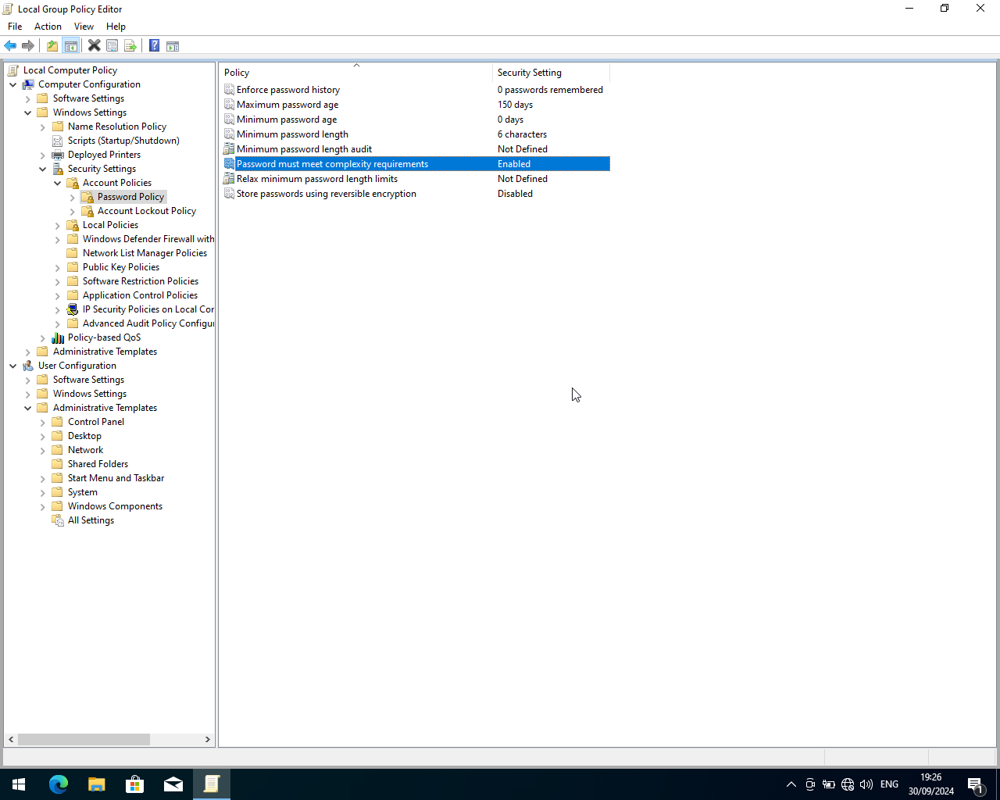 Local Group Policy Editor
File Action View Help
Local Computer Policy
Computer Configuration
Software Settings
Windows Settings
Name Resolution Policy
Scripts (Startup/Shutdown)
Deployed Printers
Security Settings
Account Policies
Password Policy
Account Lockout Policy
Local Policies
Windows Defender Firewall with
Network List Manager Policies
Public Key Policies
Software Restriction Policies
Application Control Policies
IP Security Policies on Local Cor
Advanced Audit Policy Configur
Policy-based QoS
Administrative Templates
User Configuration
Software Settings
Windows Settings
Administrative Templates
Control Panel
Desktop
Network
Shared Folders
Start Menu and Taskbar
System
Windows Components
All Settings
Policy Security Setting
Enforce password history 0 passwords remembered
Maximum password age 150 days
Minimum password age 0 days
Minimum password length 6 characters
Minimum password length audit Not Defined
Password must meet complexity requirements Enabled
Relax minimum password length limits Not Defined
Store passwords using reversible encryption Disabled
ENG
19:26
30/09/2024
1